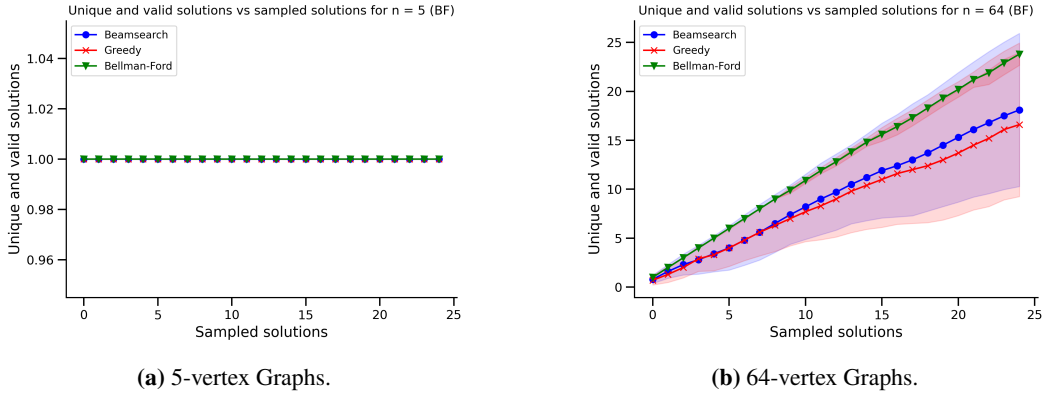 Unique and valid solutions vs sampled solutions for n = 5 (BF)
Beamsearch
Greedy
Bellman-Ford
Unique and valid solutions
1.04
1.02
1.00
0.98
0.96
0 5 10 15 20 25
Sampled solutions
(a) 5-vertex Graphs.
Unique and valid solutions vs sampled solutions for n = 64 (BF)
Beamsearch
Greedy
Bellman-Ford
Unique and valid solutions
25
20
15
10
5
0
0 5 10 15 20 25
Sampled solutions
(b) 64-vertex Graphs.